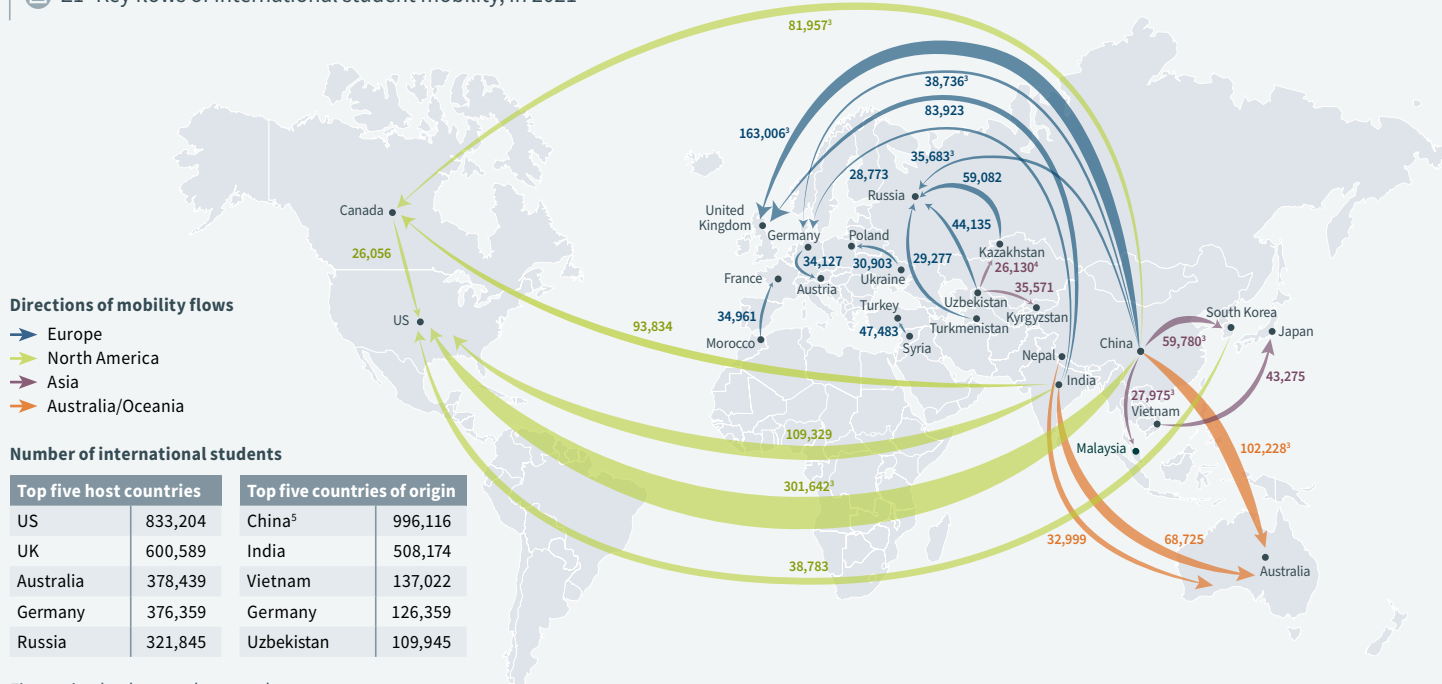 21 Key flows of international student mobility, in 2021
81,957³
38,736³
83,923
163,006³
35,683³
28,773
59,082
Russia
Canada
United
Kingdom
Germany
Poland
44,135
26,056
34,127
30,903
29,277
Kazakhstan
26,130⁴
France
Austria
Ukraine
35,571
Uzbekistan
Directions of mobility flows
Turkey
Kyrgyzstan
South Korea
US
34,961
93,834
47,483
Turkmenistan
Japan
Europe
Morocco
Syria
China
59,780³
North America
Nepal
Asia
India
43,275
Australia/Oceania
27,975³
Vietnam
109,329
Malaysia
102,228³
301,642³
32,999
68,725
38,783
Australia
Number of international students
Top five host countries
US 833,204
UK 600,589
Australia 378,439
Germany 376,359
Russia 321,845
Top five countries of origin
China⁵ 996,116
India 508,174
Vietnam 137,022
Germany 126,359
Uzbekistan 109,945